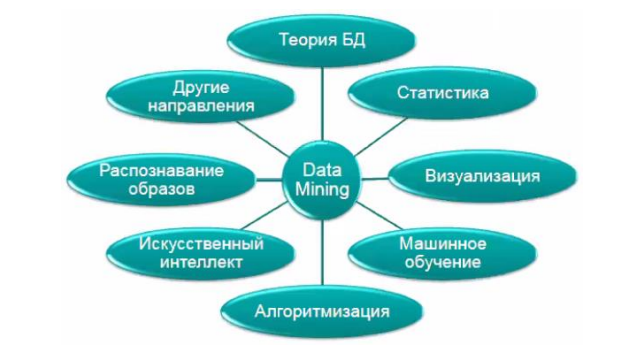 Теория БД
Другие
направления
Статистика
Распознавание
образов
Data
Mining
Визуализация
Искусственный
интеллект
Машинное
обучение
Алгоритмизация